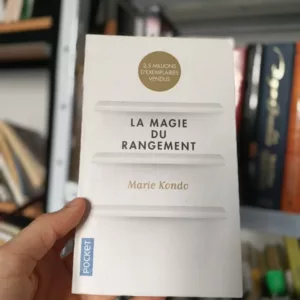 2,5 MILLIONS
D'EXEMPLAIRES
VENDUS
LA MAGIE
DU
RANGEMENT
Marie Kondo
POCKET